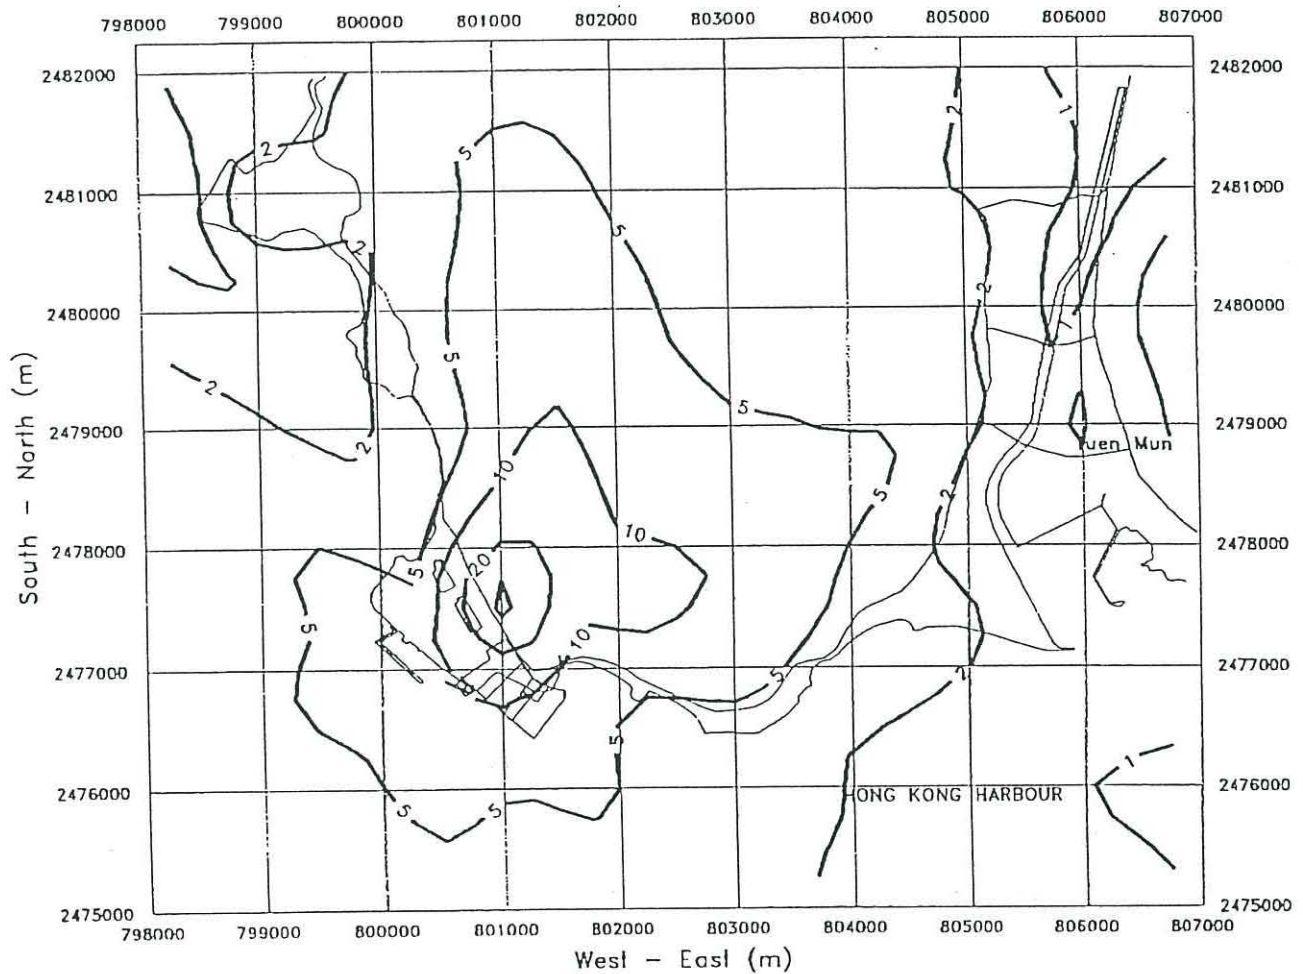 798000 799000 800000 801000 802000 803000 804000 805000 806000 807000
2482000 2482000
2 1
2 5
2481000 2481000
2 5
2 2480000 2480000
5
2 5
2479000 2479000
2 uen Mun
10 5 2
10
2478000 2478000
5 20
5 10
2477000 2477000
5 2
5
1
2476000 2476000
5 5 ONG KONG HARBOUR
2475000 2475000
798000 799000 800000 801000 802000 803000 804000 805000 806000 807000
West - East (m)
South - North (m)